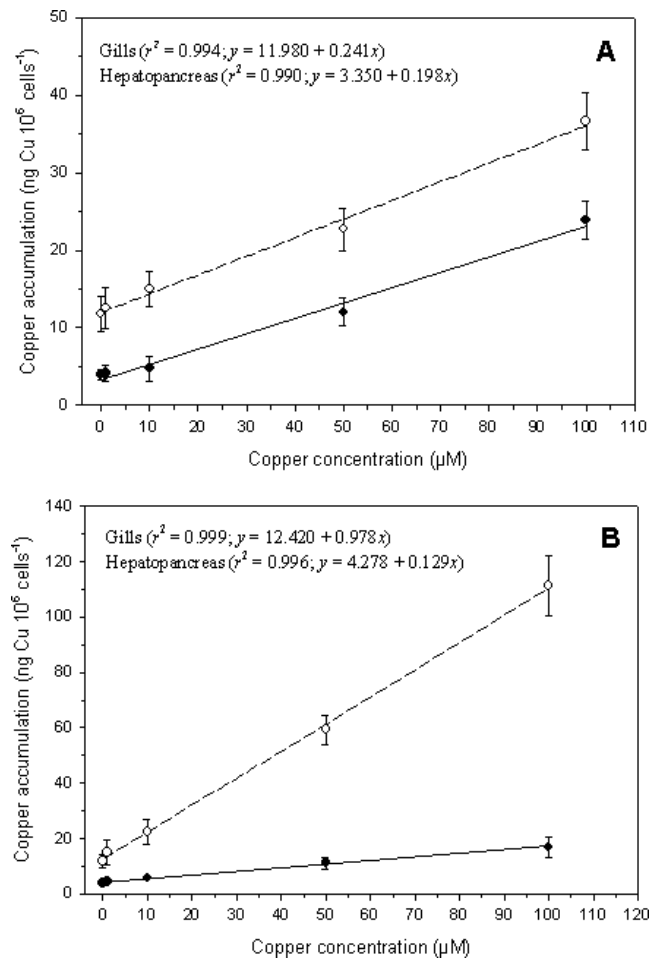 50
40
30
20
10
0
Gills (r² = 0.994; y = 11.980 + 0.241x)
Hepatopancreas (r² = 0.990; y = 3.350 + 0.198x)
A
Copper accumulation (ng Cu 10⁶ cells⁻¹)
0 10 20 30 40 50 60 70 80 90 100 110
Copper concentration (µM)
140
120
100
80
60
40
20
0
Gills (r² = 0.999; y = 12.420 + 0.978x)
Hepatopancreas (r² = 0.996; y = 4.278 + 0.129x)
B
Copper accumulation (ng Cu 10⁶ cells⁻¹)
0 10 20 30 40 50 60 70 80 90 100 110 120
Copper concentration (µM)